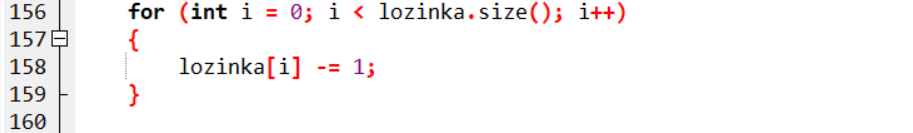 156 for (int i = 0; i < lozinka.size(); i++)
157 {
158 lozinka[i] -= 1;
159 }
160